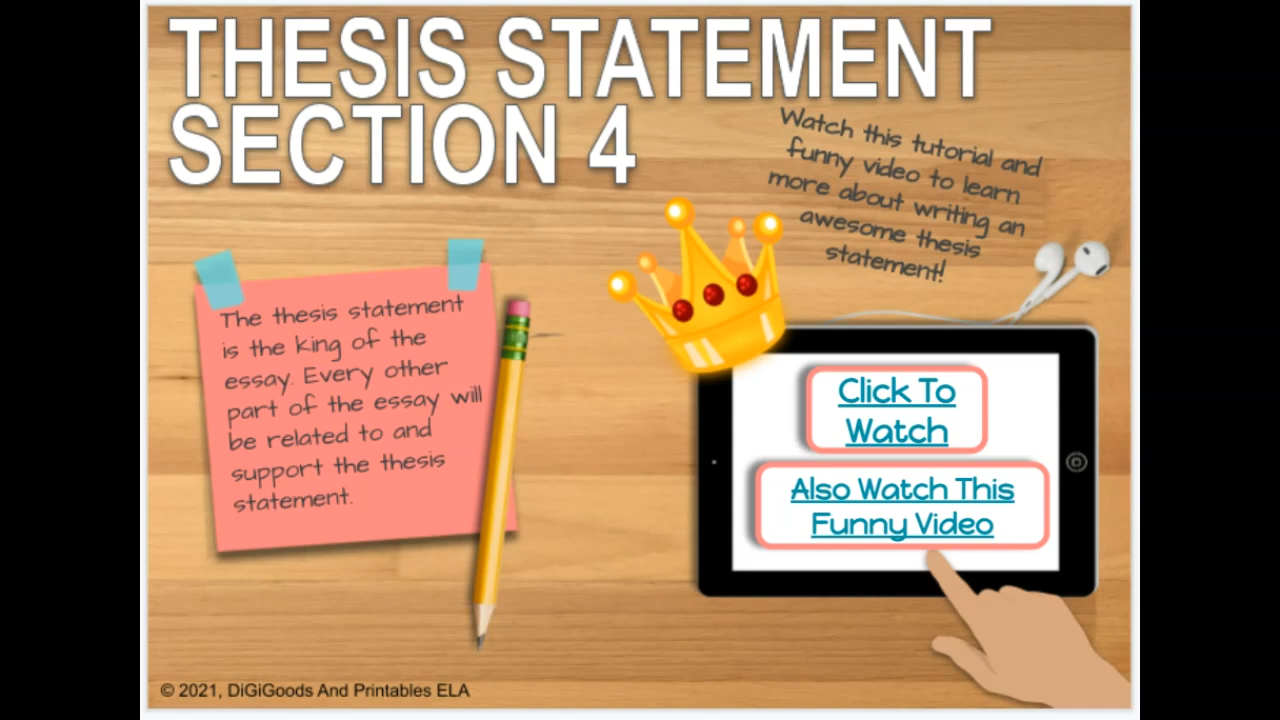 THESIS STATEMENT
SECTION 4
Watch this tutorial and
funny video to learn
more about writing an
awesome thesis
statement!
The thesis statement
is the king of the
essay. Every other
part of the essay will
be related to and
support the thesis
statement.
Click To
Watch
Also Watch This
Funny Video
© 2021, DiGiGoods And Printables ELA